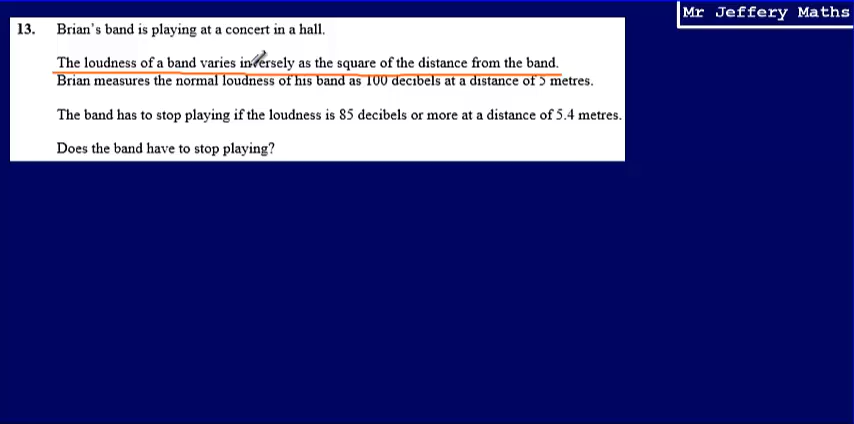 Mr Jeffery Maths
13. Brian's band is playing at a concert in a hall.
The loudness of a band varies inversely as the square of the distance from the band.
Brian measures the normal loudness of his band as 100 decibels at a distance of 5 metres.
The band has to stop playing if the loudness is 85 decibels or more at a distance of 5.4 metres.
Does the band have to stop playing?